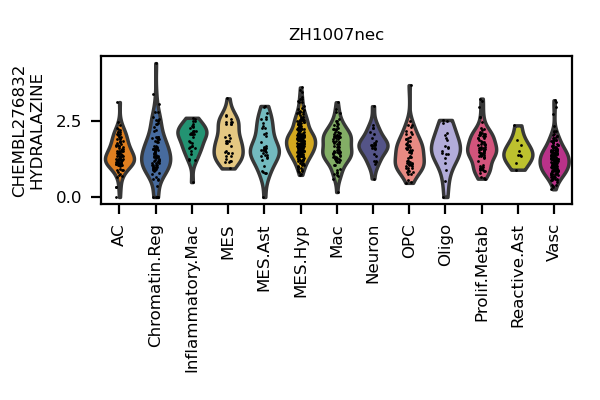 ZH1007nec
CHEMBL276832
HYDRALAZINE
2.5
0.0
AC
Chromatin.Reg
Inflammatory.Mac
MES
MES.Ast
MES.Hyp
Mac
Neuron
OPC
Oligo
Prolif.Metab
Reactive.Ast
Vasc